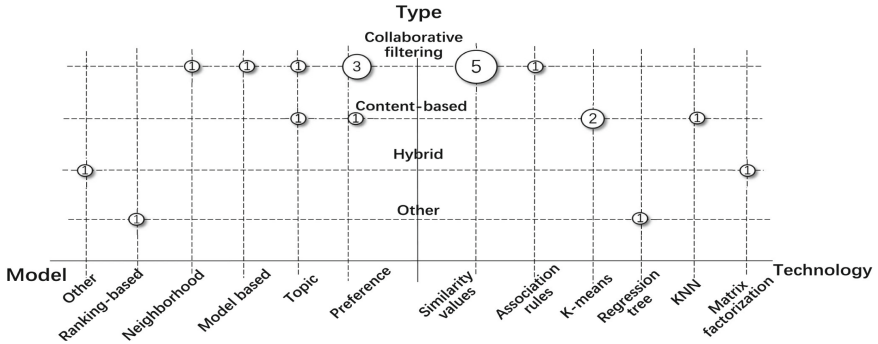 Type
Collaborative
filtering
1 1 1 3 5 1
Content-based
1 1 2 1
Hybrid
1 1
Other
1 1
Model
Technology
Other
Ranking-based
Neighborhood
Model based
Topic
Preference
Similarity
values
Association
rules
K-means
Regression
tree
KNN
Matrix
factorization